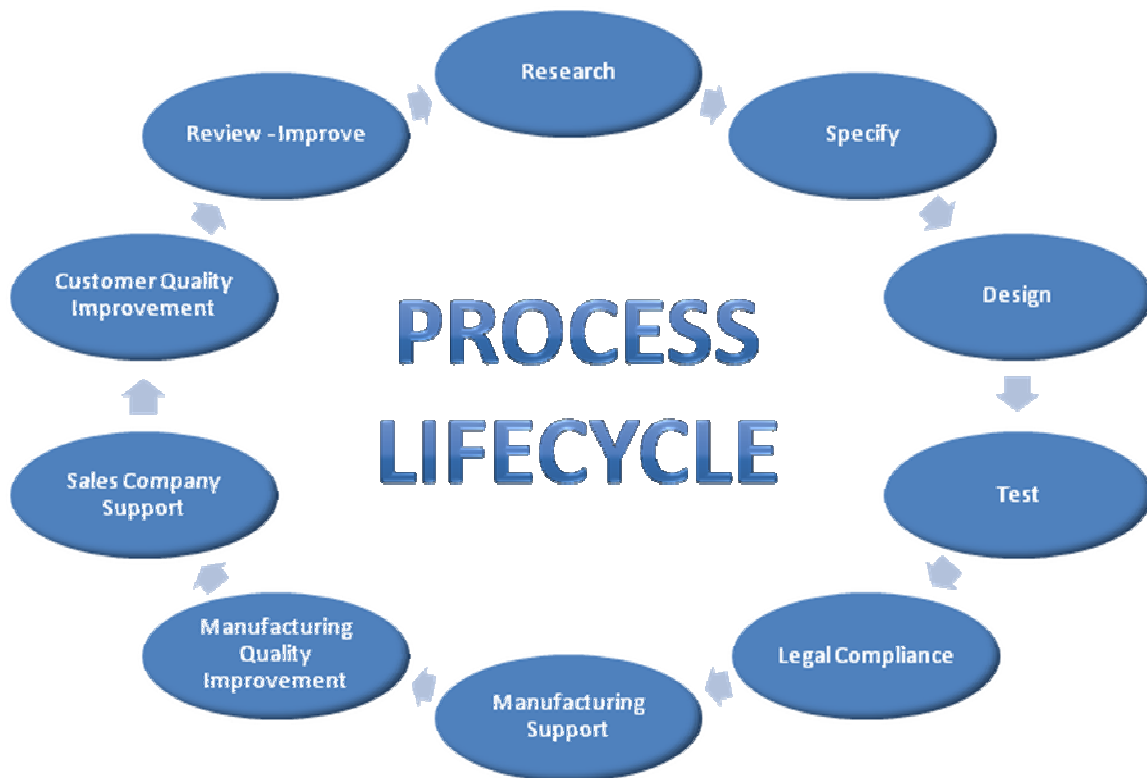 Research
Specify
Design
Test
Legal Compliance
Manufacturing
Support
Manufacturing
Quality
Improvement
Sales Company
Support
Customer Quality
Improvement
Review -Improve
PROCESS
LIFECYCLE